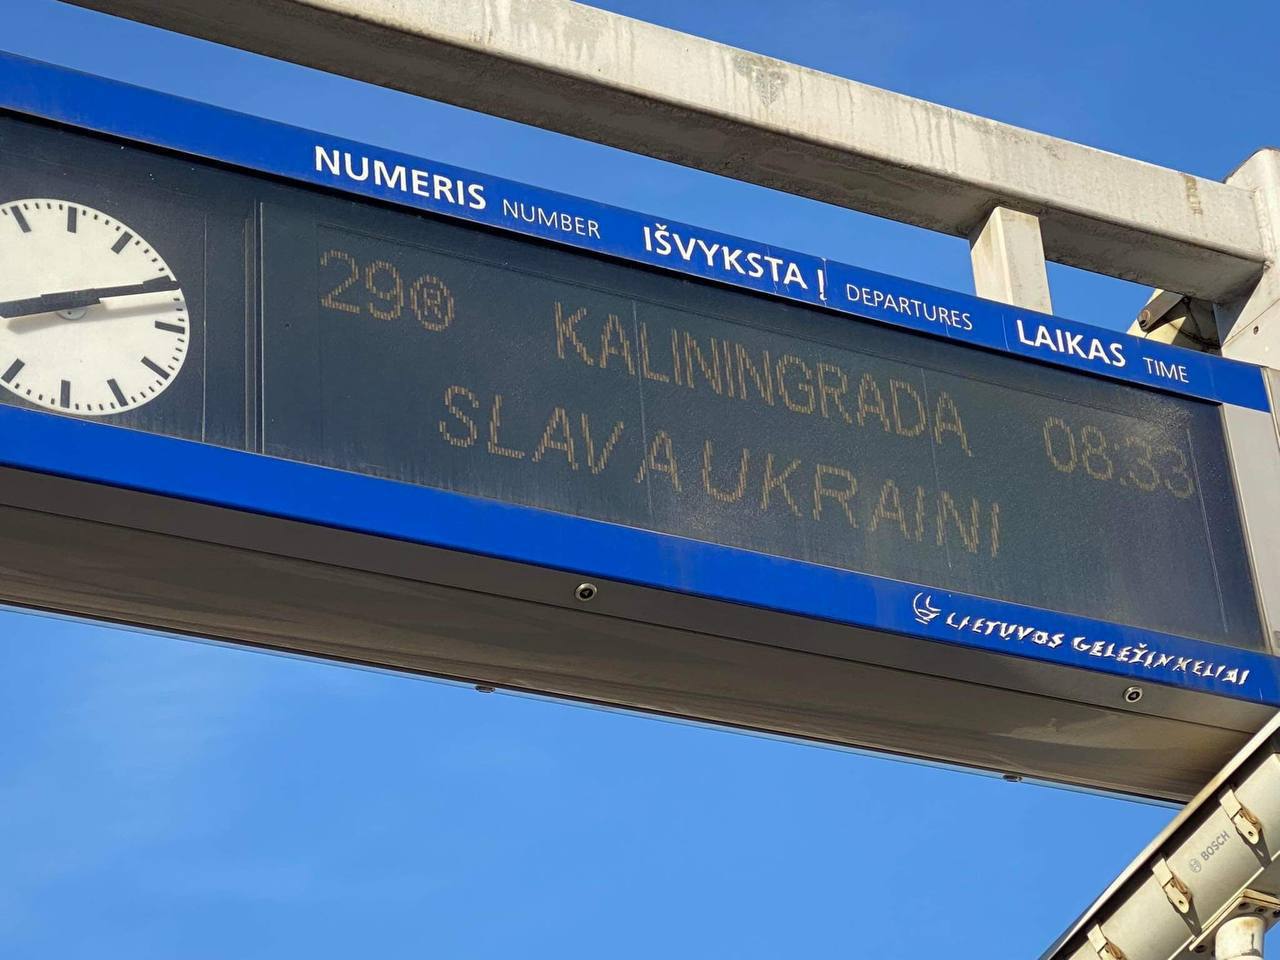 NUMERIS NUMBER IŠVYKSTA Į DEPARTURES LAIKAS TIME
29® KALININGRADA 08:33
SLAVA UKRAINI
LIETUVOS GELEŽINKELIAI
BOSCH